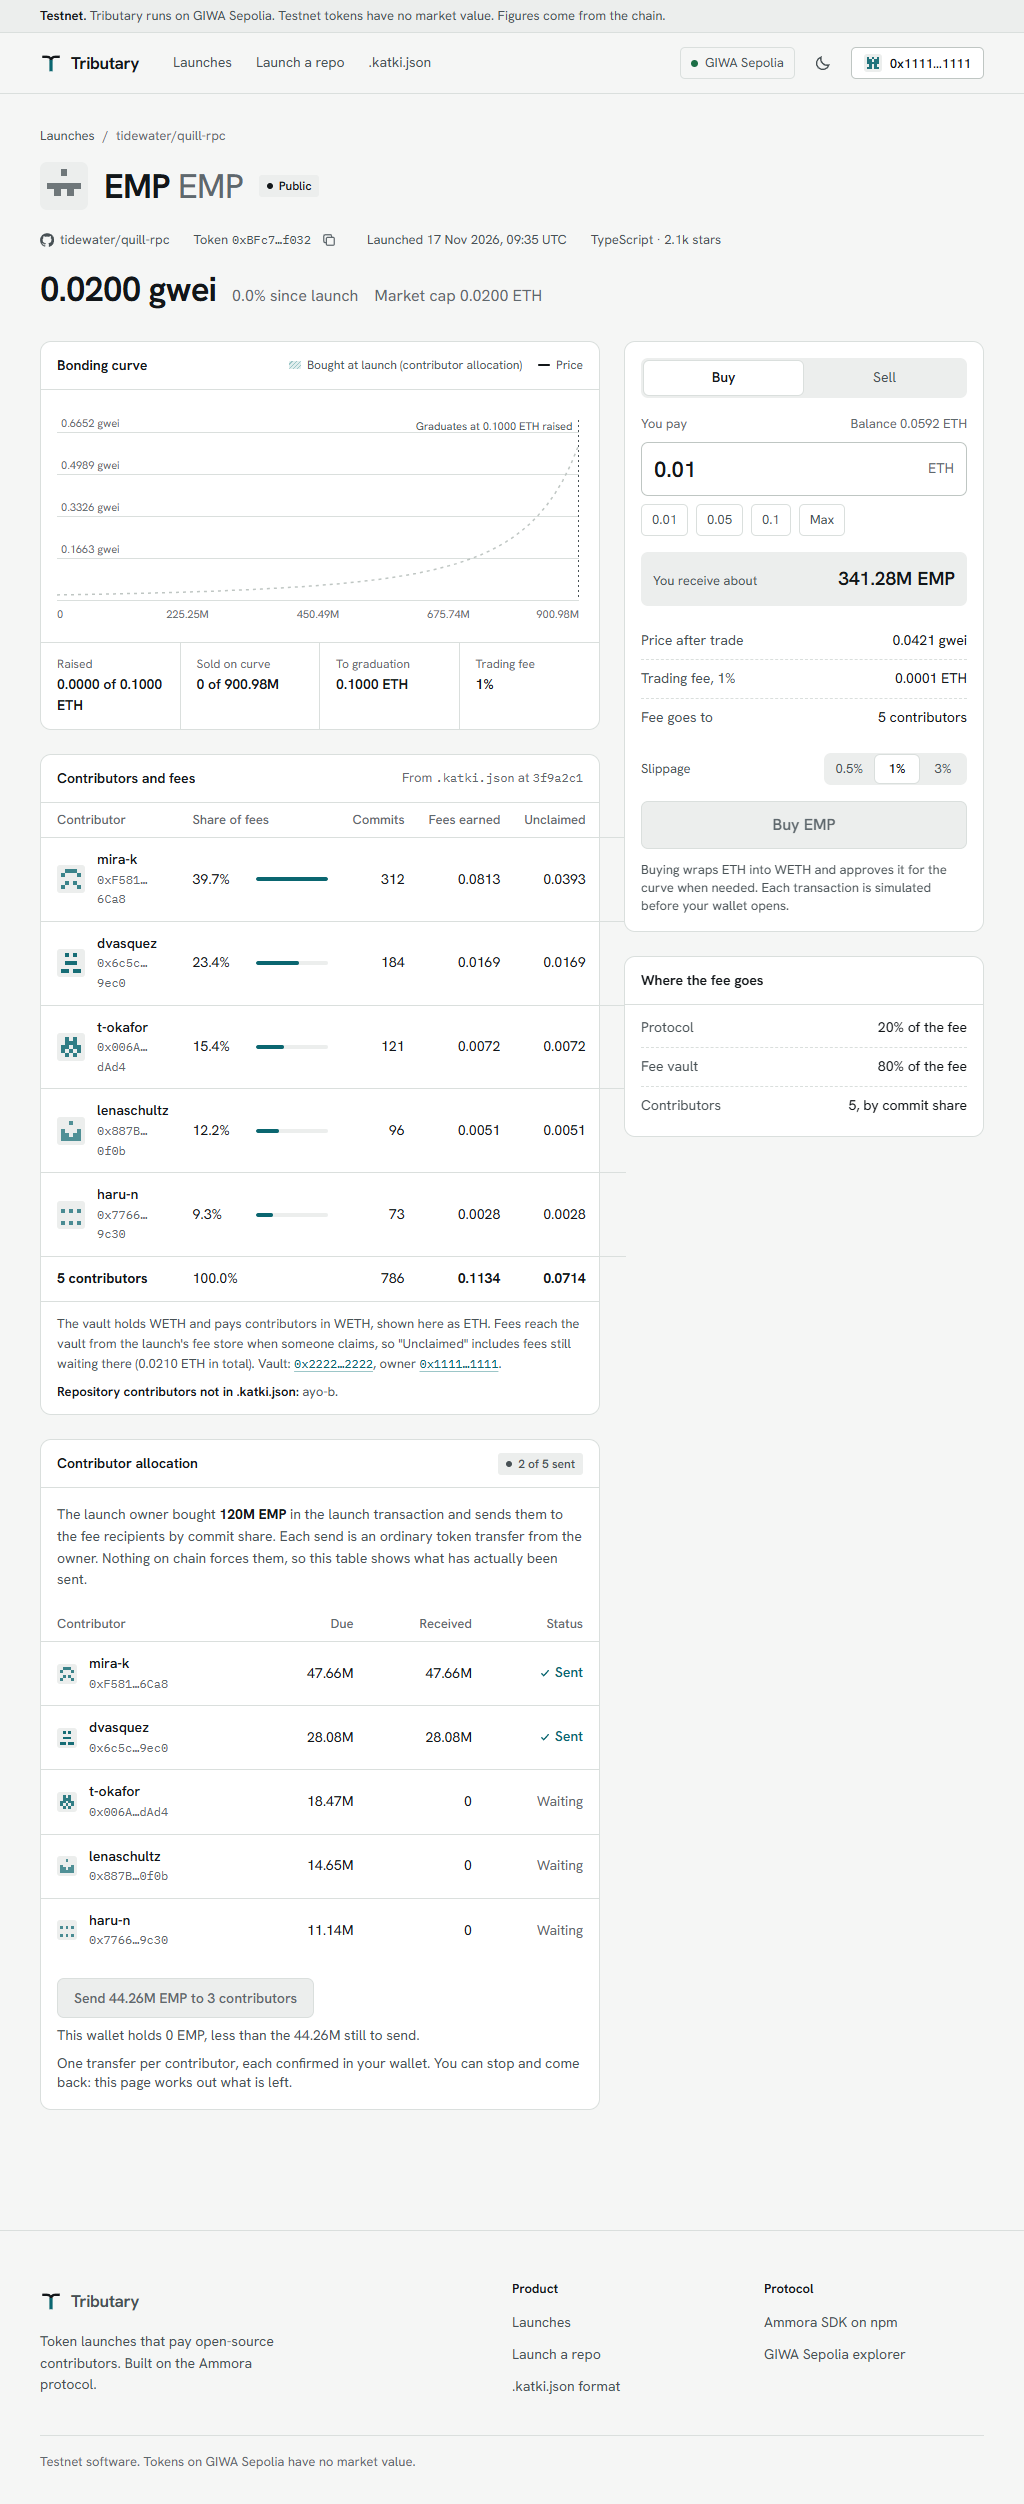 Testnet. Tributary runs on GIWA Sepolia. Testnet tokens have no market value. Figures come from the chain.
Tributary Launches Launch a repo .katki.json GIWA Sepolia 0x1111…1111
Launches / tidewater/quill-rpc
EMP EMP Public
tidewater/quill-rpc Token 0xBFc7…f032 Launched 17 Nov 2026, 09:35 UTC TypeScript · 2.1k stars
0.0200 gwei 0.0% since launch Market cap 0.0200 ETH
Bonding curve Bought at launch (contributor allocation) Price
0.6652 gwei Graduates at 0.1000 ETH raised
0.4989 gwei
0.3326 gwei
0.1663 gwei
0 225.25M 450.49M 675.74M 900.98M
Raised Sold on curve To graduation Trading fee
0.0000 of 0.1000 0 of 900.98M 0.1000 ETH 1%
ETH
Buy Sell
You pay Balance 0.0592 ETH
0.01 ETH
0.01 0.05 0.1 Max
You receive about 341.28M EMP
Price after trade 0.0421 gwei
Trading fee, 1% 0.0001 ETH
Fee goes to 5 contributors
Slippage 0.5% 1% 3%
Buy EMP
Buying wraps ETH into WETH and approves it for the
curve when needed. Each transaction is simulated
before your wallet opens.
Where the fee goes
Protocol 20% of the fee
Fee vault 80% of the fee
Contributors 5, by commit share
Contributors and fees From .katki.json at 3f9a2c1
Contributor Share of fees Commits Fees earned Unclaimed
mira-k
0xF581…
6Ca8
39.7% 312 0.0813 0.0393
dvasquez
0x6c5c…
9ec0
23.4% 184 0.0169 0.0169
t-okafor
0x006A…
dAd4
15.4% 121 0.0072 0.0072
lenaschultz
0x887B…
0f0b
12.2% 96 0.0051 0.0051
haru-n
0x7766…
9c30
9.3% 73 0.0028 0.0028
5 contributors 100.0% 786 0.1134 0.0714
The vault holds WETH and pays contributors in WETH, shown here as ETH. Fees reach the
vault from the launch's fee store when someone claims, so "Unclaimed" includes fees still
waiting there (0.0210 ETH in total). Vault: 0x2222…2222, owner 0x1111…1111.
Repository contributors not in .katki.json: ayo-b.
Contributor allocation 2 of 5 sent
The launch owner bought 120M EMP in the launch transaction and sends them to
the fee recipients by commit share. Each send is an ordinary token transfer from the
owner. Nothing on chain forces them, so this table shows what has actually been
sent.
Contributor Due Received Status
mira-k
0xF581…6Ca8
47.66M 47.66M Sent
dvasquez
0x6c5c…9ec0
28.08M 28.08M Sent
t-okafor
0x006A…dAd4
18.47M 0 Waiting
lenaschultz
0x887B…0f0b
14.65M 0 Waiting
haru-n
0x7766…9c30
11.14M 0 Waiting
Send 44.26M EMP to 3 contributors
This wallet holds 0 EMP, less than the 44.26M still to send.
One transfer per contributor, each confirmed in your wallet. You can stop and come
back: this page works out what is left.
Tributary
Token launches that pay open-source
contributors. Built on the Ammora
protocol.
Product
Launches
Launch a repo
.katki.json format
Protocol
Ammora SDK on npm
GIWA Sepolia explorer
Testnet software. Tokens on GIWA Sepolia have no market value.